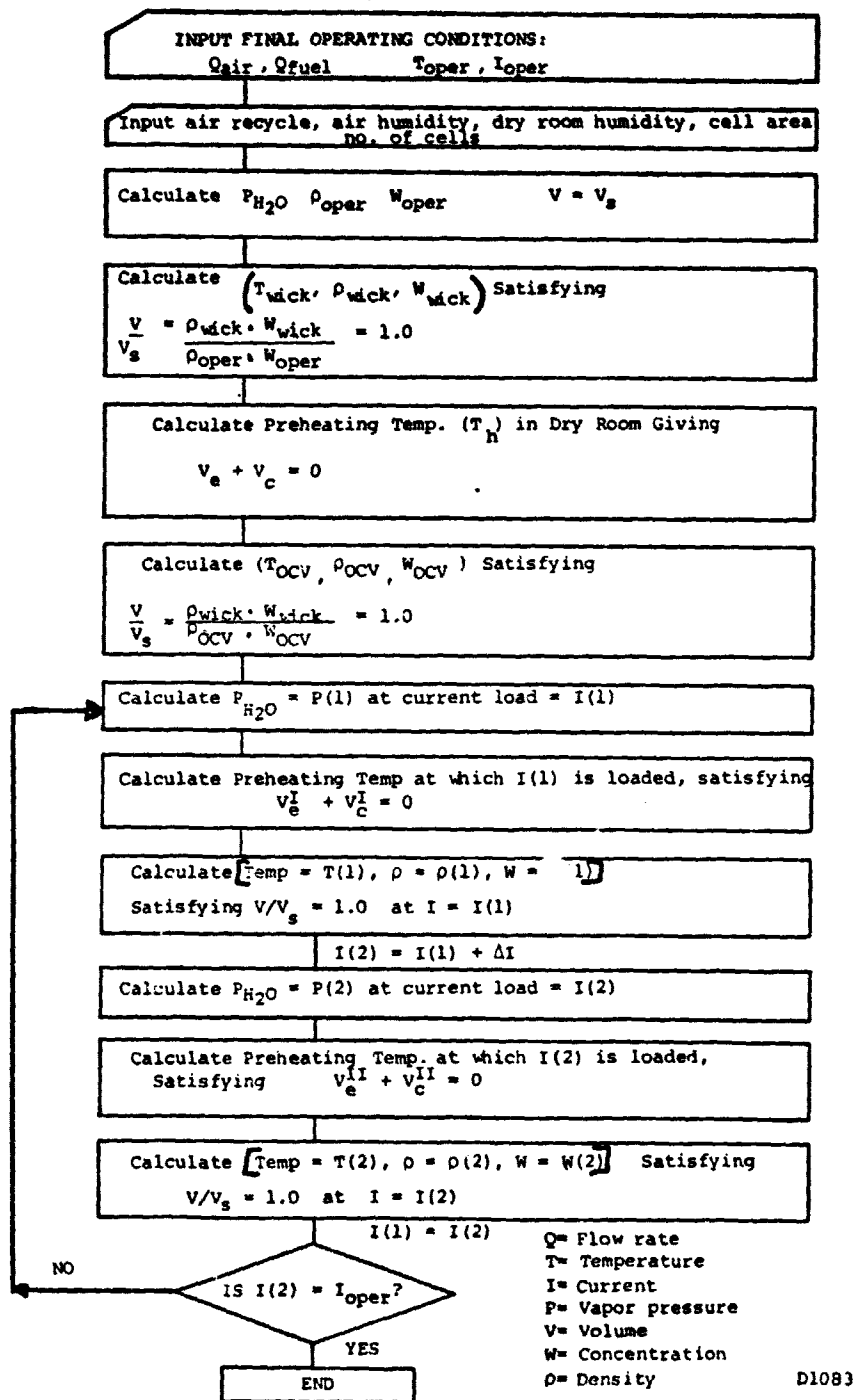 INPUT FINAL OPERATING CONDITIONS:
Qair , Qfuel Toper , Ioper
Input air recycle, air humidity, dry room humidity, cell area
no. of cells
Calculate PH2O ρoper Woper V = Vs
Calculate (Twick, ρwick, Wwick) Satisfying
V/Vs = ρwick · Wwick / ρoper · Woper = 1.0
Calculate Preheating Temp. (Th) in Dry Room Giving
Ve + Vc = 0
Calculate (TOCV, ρOCV, WOCV) Satisfying
V/Vs = ρwick · Wwick / ρOCV · WOCV = 1.0
Calculate PH2O = P(1) at current load = I(1)
Calculate Preheating Temp at which I(1) is loaded, satisfying
VeI + VcI = 0
Calculate [Temp = T(1), ρ = ρ(1), W = 1)]
Satisfying V/Vs = 1.0 at I = I(1)
I(2) = I(1) + ΔI
Calculate PH2O = P(2) at current load = I(2)
Calculate Preheating Temp. at which I(2) is loaded,
Satisfying VeII + VcII = 0
Calculate [Temp = T(2), ρ = ρ(2), W = W(2)] Satisfying
V/Vs = 1.0 at I = I(2)
I(1) = I(2)
NO
IS I(2) = Ioper?
YES
END
Q= Flow rate
T= Temperature
I= Current
P= Vapor pressure
V= Volume
W= Concentration
ρ= Density
D1083